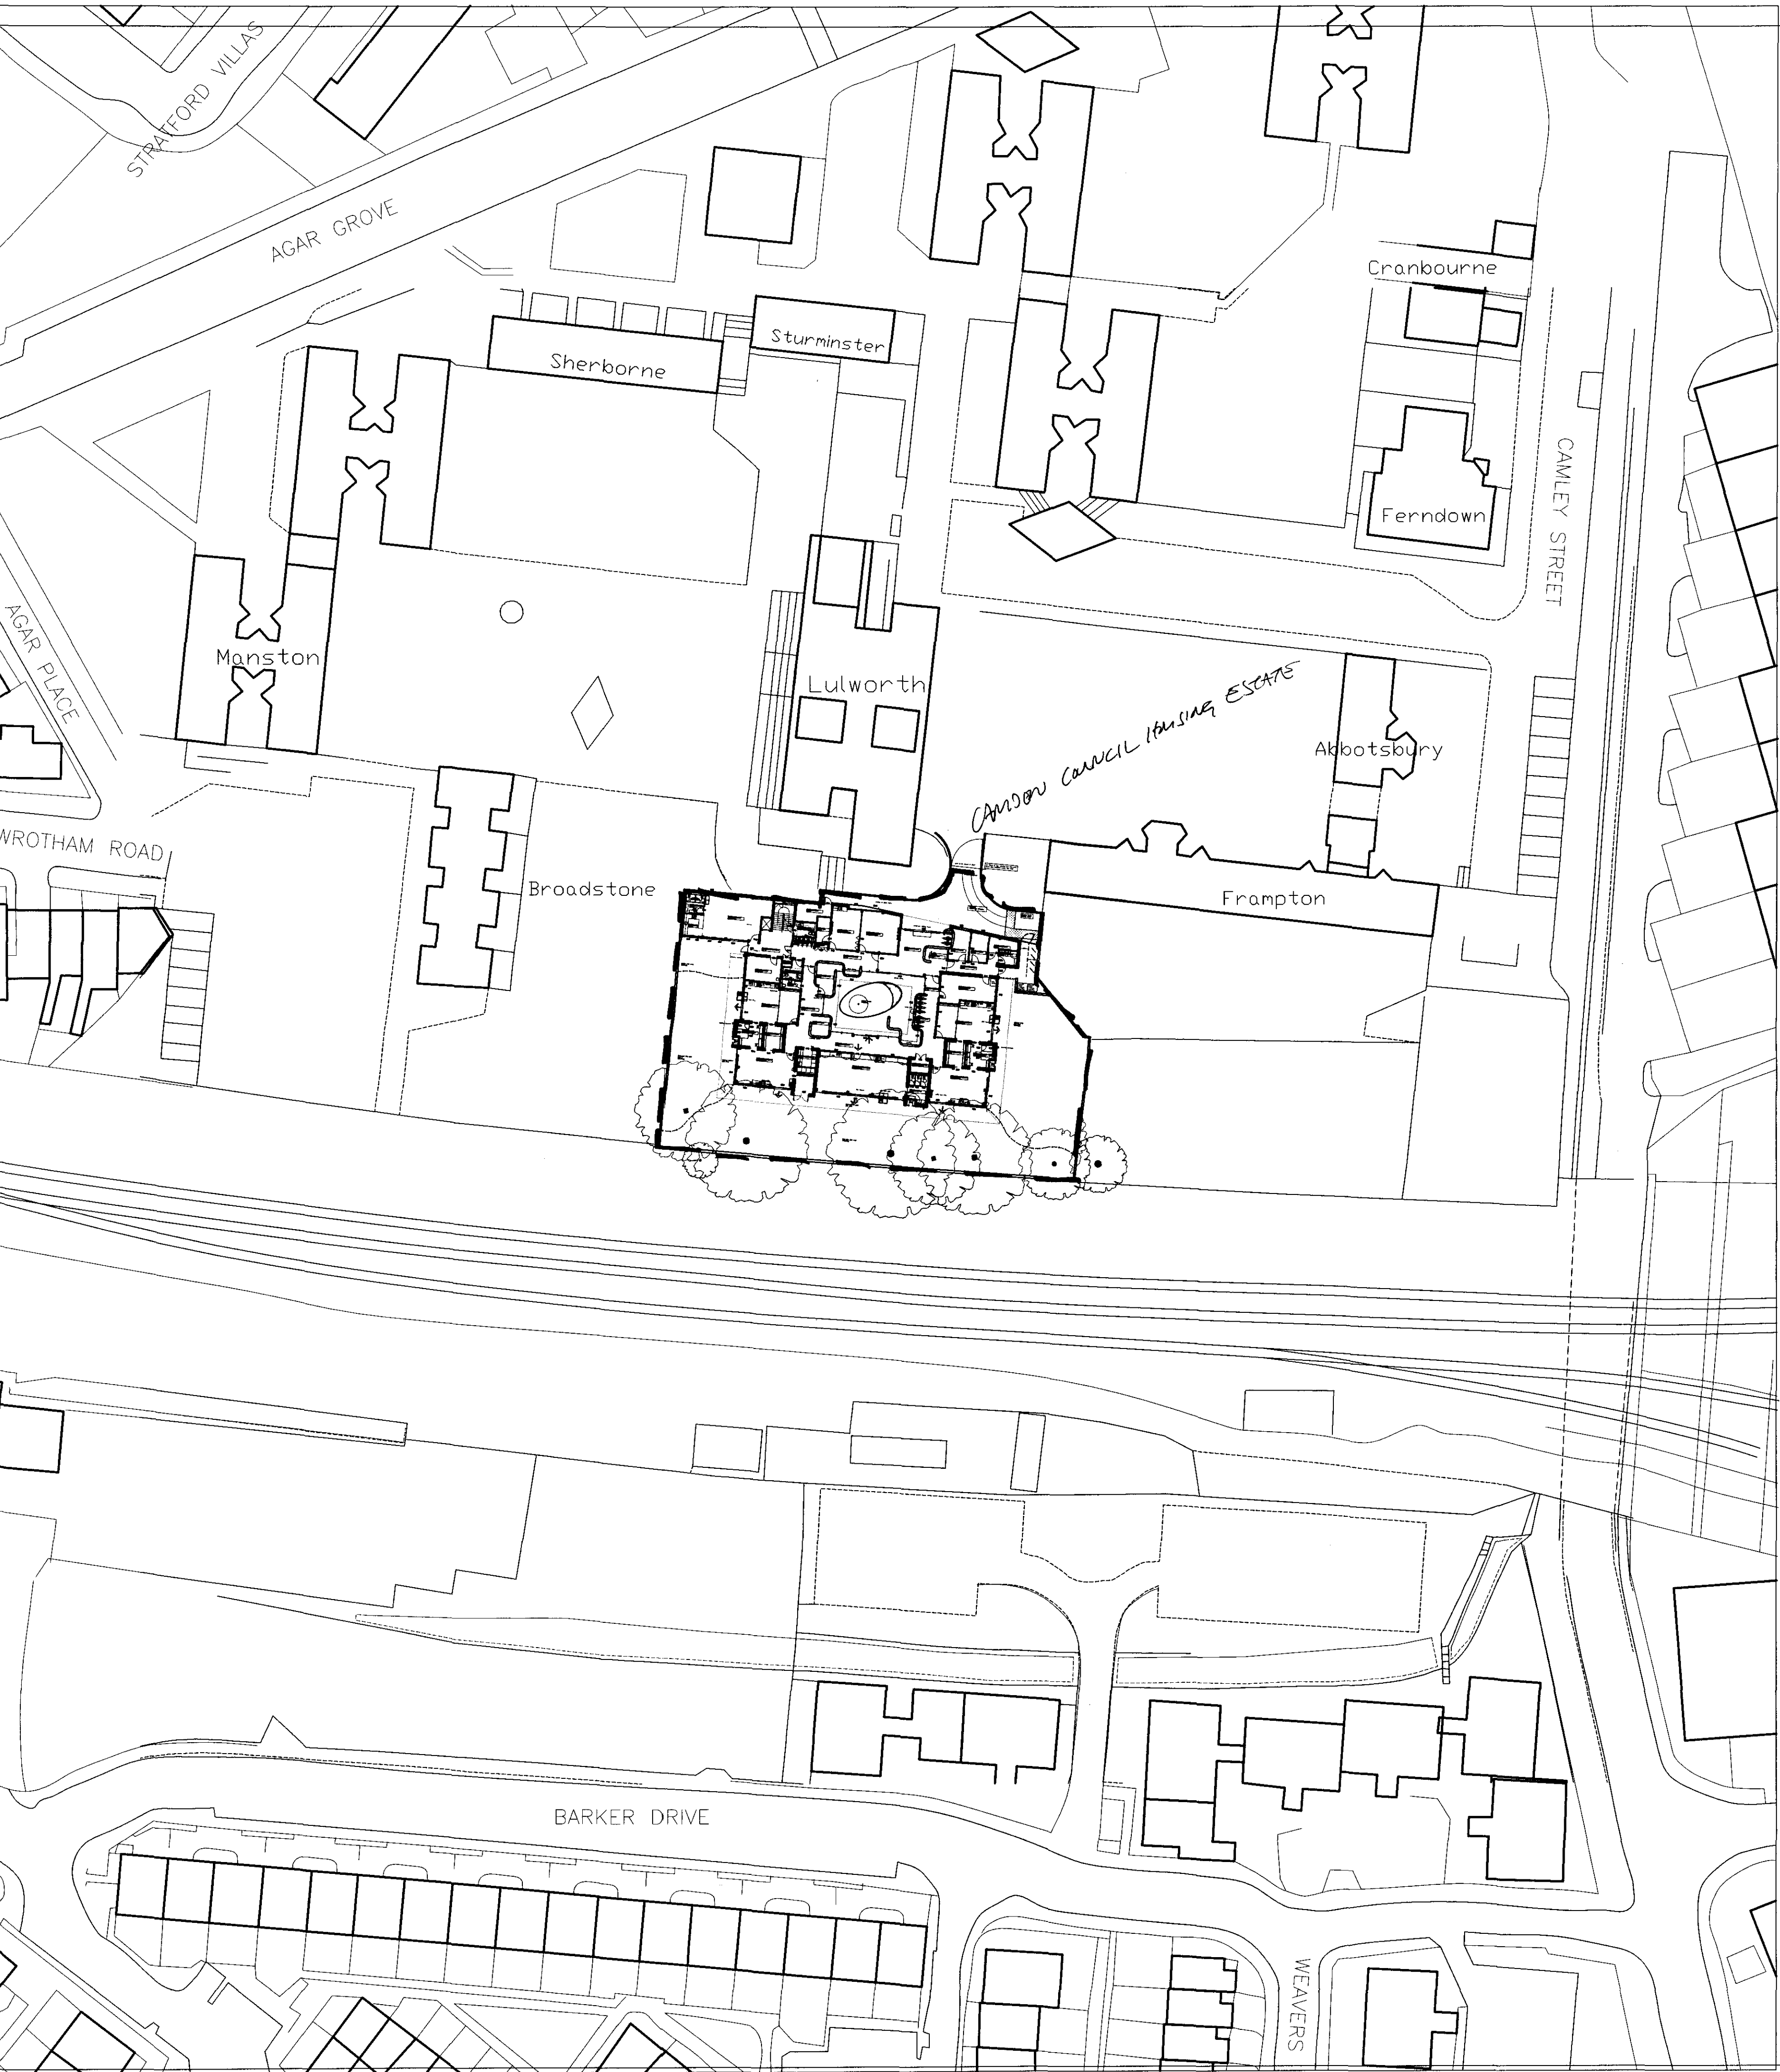 STRATFORD VILLAS
AGAR GROVE
Cranbourne
Sturminster
Sherborne
CAMLEY STREET
Ferndown
AGAR PLACE
Manston
Lulworth
CAMDEN COUNCIL HOUSING ESTATE
Abbotsbury
WROTHAM ROAD
Broadstone
Frampton
BARKER DRIVE
WEAVERS